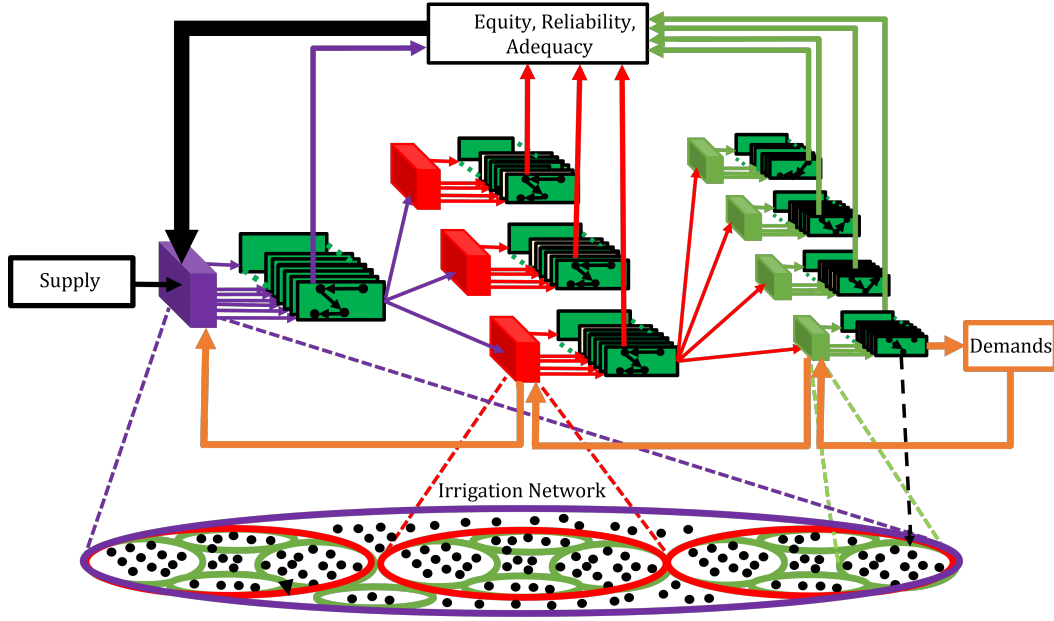 Equity, Reliability,
Adequacy
Supply
Demands
Irrigation Network